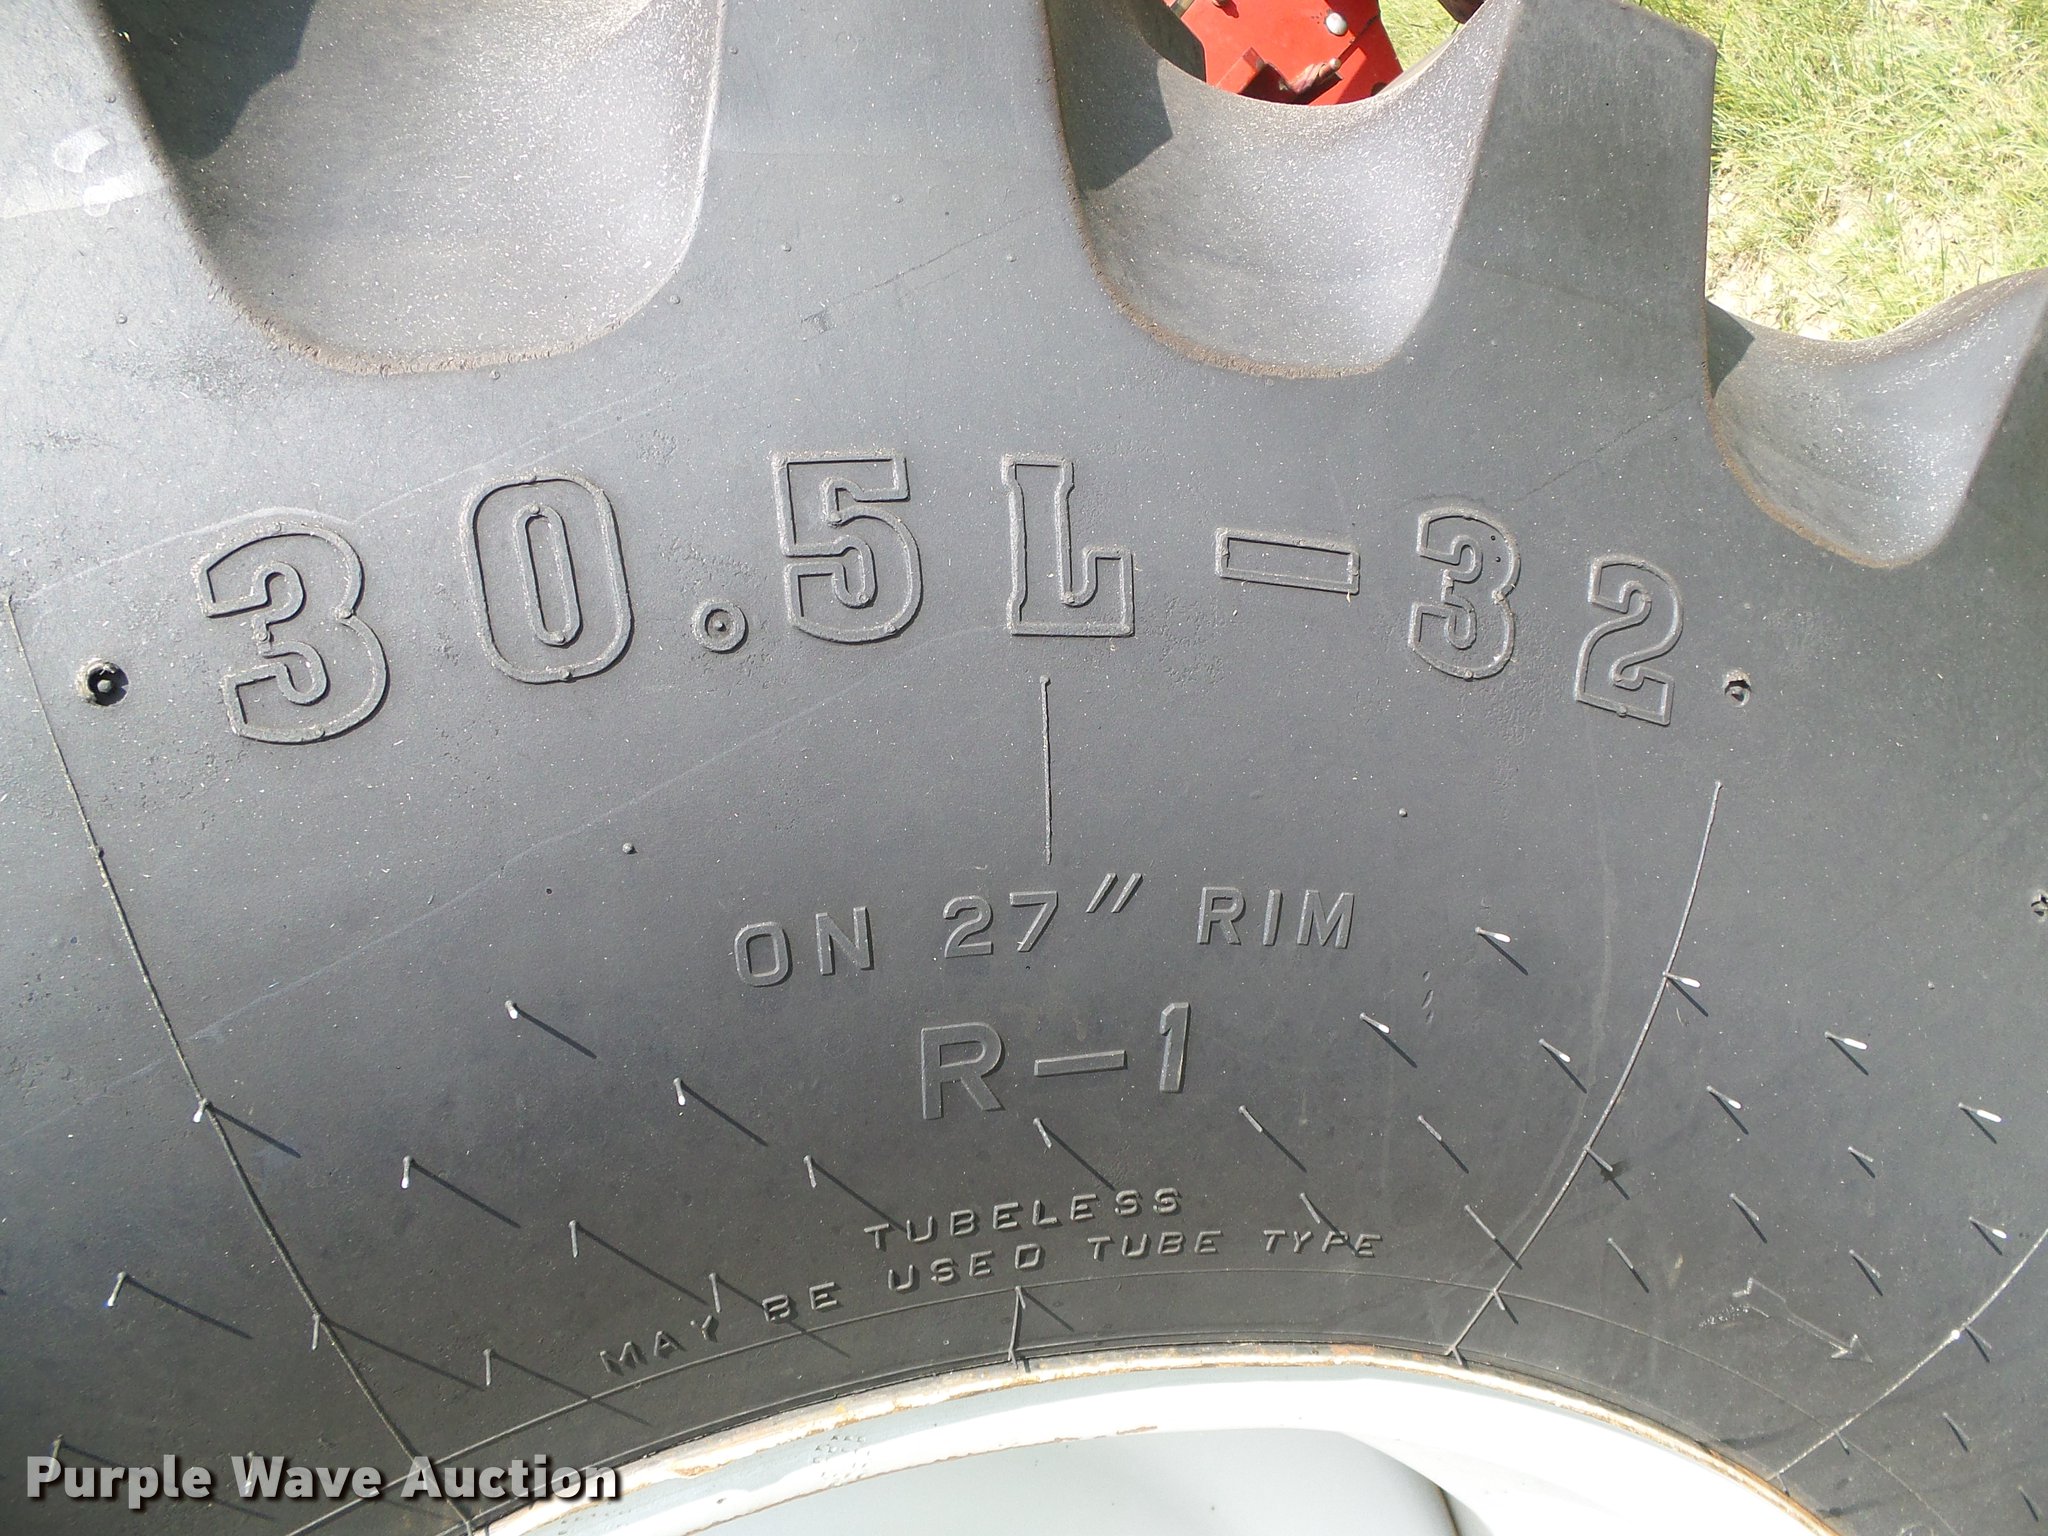 30.5L-32
ON 27" RIM
R-1
TUBELESS
MAY BE USED TUBE TYPE
Purple Wave Auction